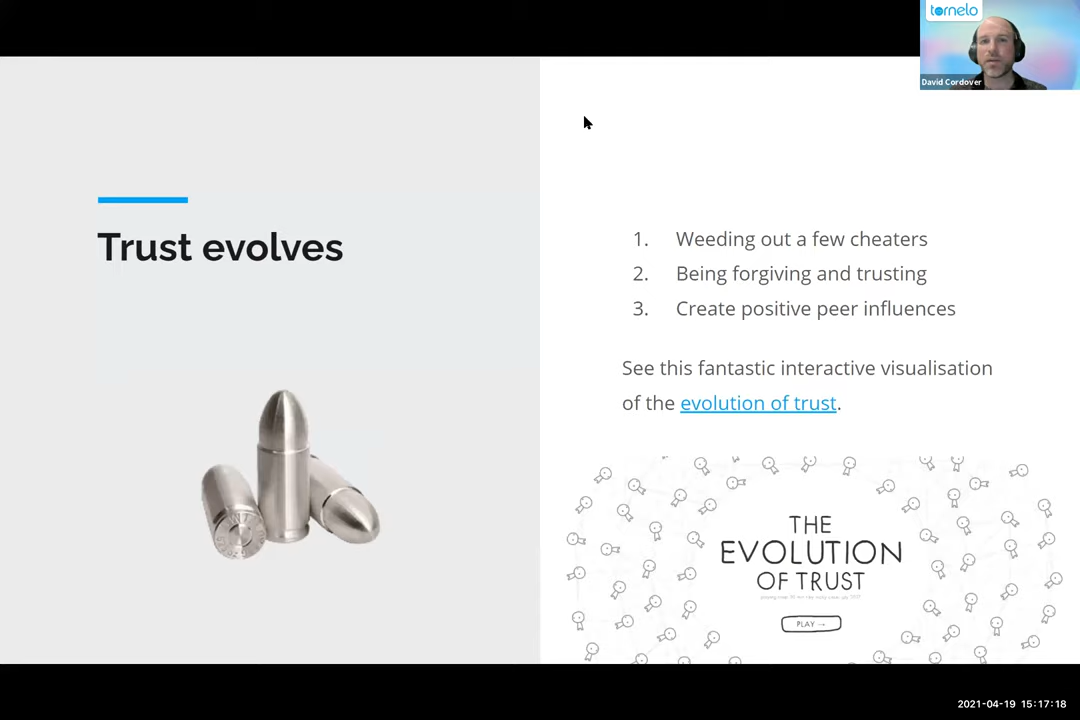 tornelo
David Cordover
Trust evolves
1. Weeding out a few cheaters
2. Being forgiving and trusting
3. Create positive peer influences
See this fantastic interactive visualisation
of the evolution of trust.
THE
EVOLUTION
OF TRUST
PLAY →
2021-04-19 15:17:18